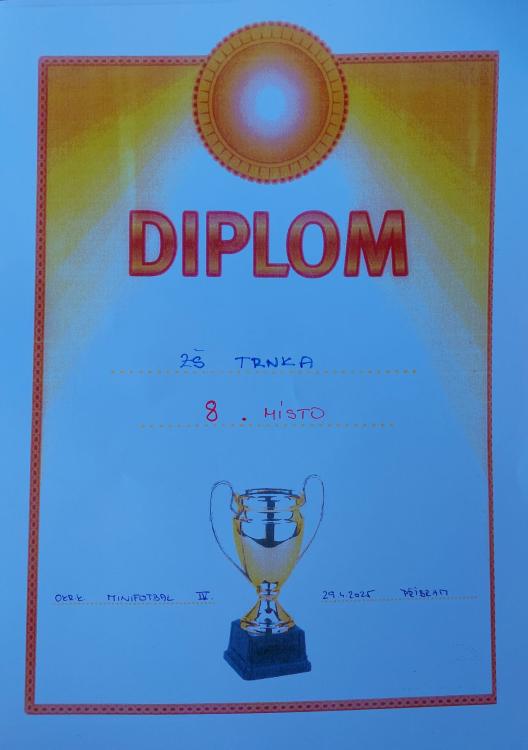 DIPLOM
ZŠ TRNKA
8. MÍSTO
OKRK MINIFOTBAL IV. 29.4.2025 PŘÍBRAM